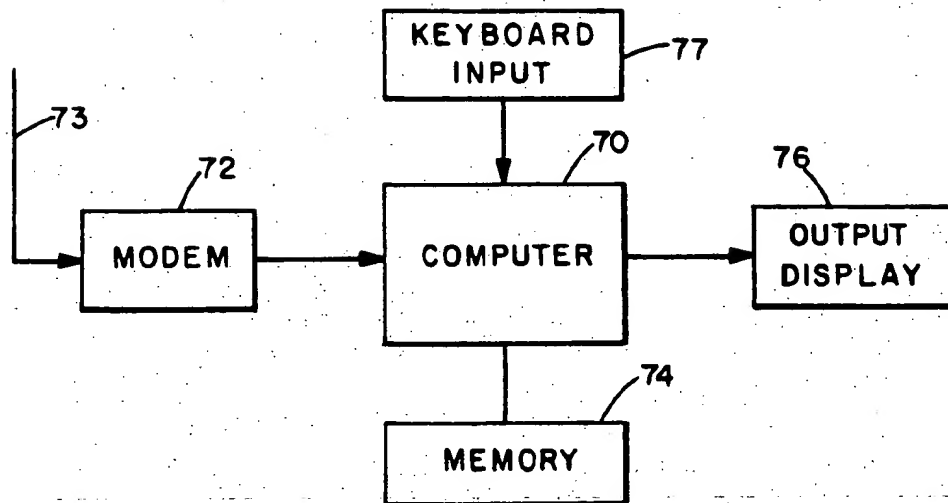 KEYBOARD
INPUT
77
73
72
70
76
MODEM
COMPUTER
OUTPUT
DISPLAY
74
MEMORY